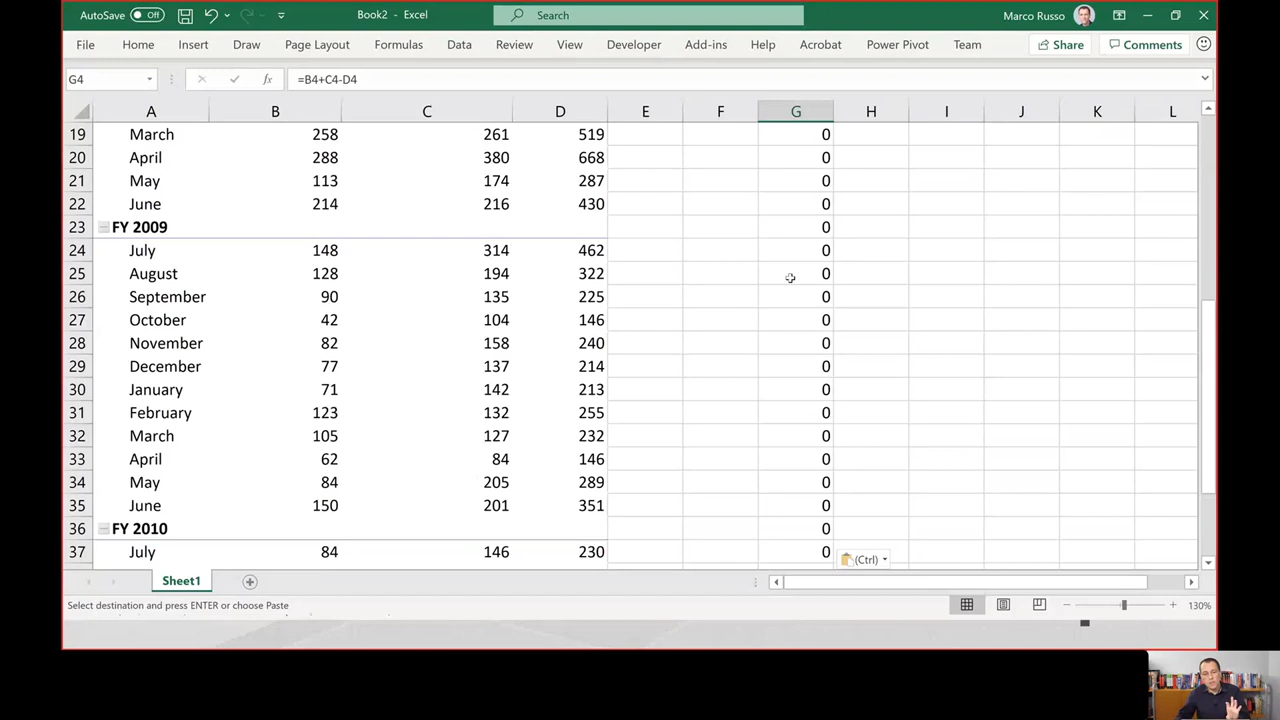 AutoSave Off Book2 - Excel Search Marco Russo
File Home Insert Draw Page Layout Formulas Data Review View Developer Add-ins Help Acrobat Power Pivot Team Share Comments
G4 fx =B4+C4-D4
A B C D E F G H I J K L
19 March 258 261 519 0
20 April 288 380 668 0
21 May 113 174 287 0
22 June 214 216 430 0
23 FY 2009 0
24 July 148 314 462 0
25 August 128 194 322 0
26 September 90 135 225 0
27 October 42 104 146 0
28 November 82 158 240 0
29 December 77 137 214 0
30 January 71 142 213 0
31 February 123 132 255 0
32 March 105 127 232 0
33 April 62 84 146 0
34 May 84 205 289 0
35 June 150 201 351 0
36 FY 2010 0
37 July 84 146 230 0 (Ctrl)
Sheet1
Select destination and press ENTER or choose Paste 130%